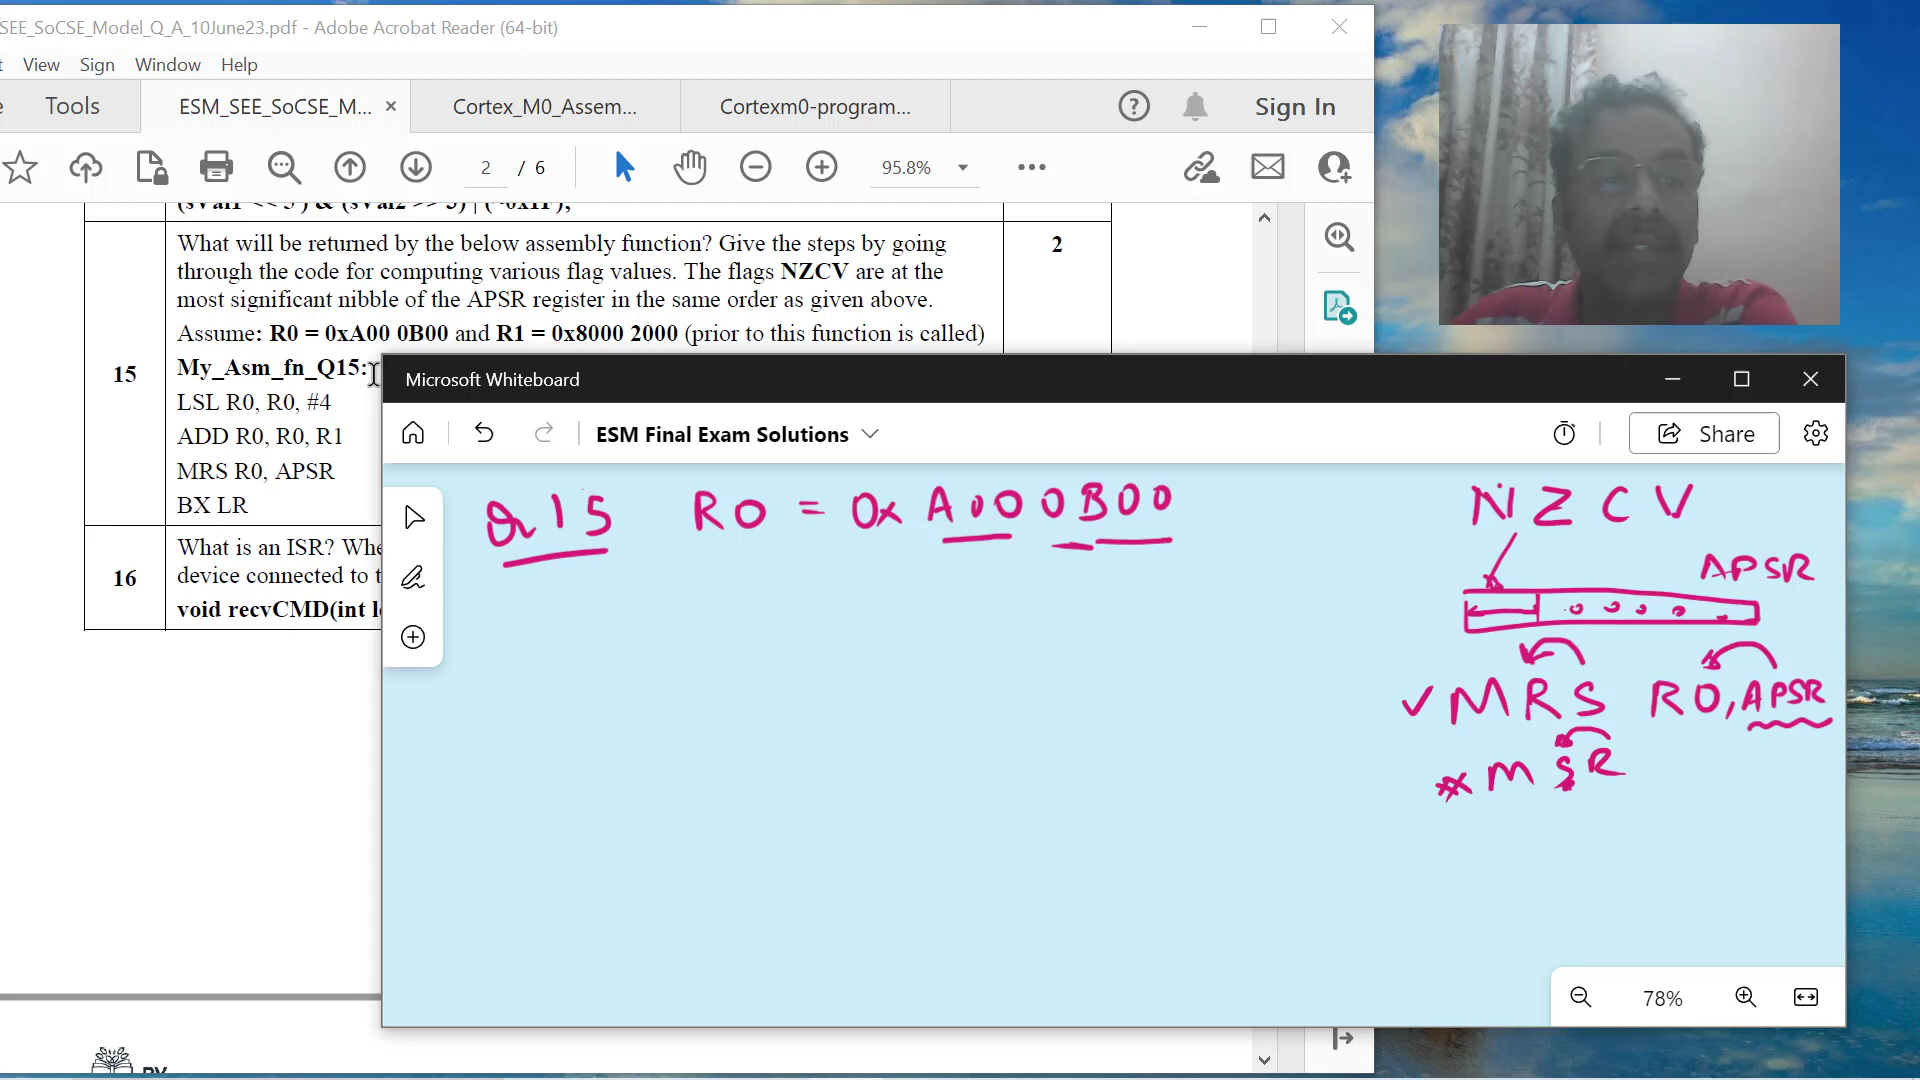 SEE_SoCSE_Model_Q_A_10June23.pdf - Adobe Acrobat Reader (64-bit)
View Sign Window Help
Tools ESM_SEE_SoCSE_M... Cortex_M0_Assem... Cortexm0-program... Sign In
2 / 6 95.8%
15
What will be returned by the below assembly function? Give the steps by going
through the code for computing various flag values. The flags NZCV are at the
most significant nibble of the APSR register in the same order as given above.
Assume: R0 = 0xA00 0B00 and R1 = 0x8000 2000 (prior to this function is called)
My_Asm_fn_Q15:
LSL R0, R0, #4
ADD R0, R0, R1
MRS R0, APSR
BX LR
2
16
What is an ISR? Whe
device connected to t
void recvCMD(int l
Microsoft Whiteboard
ESM Final Exam Solutions
Share
Q15 R0 = 0xA000B00
NZCV
APSR
MRS R0, APSR
MSR
78%